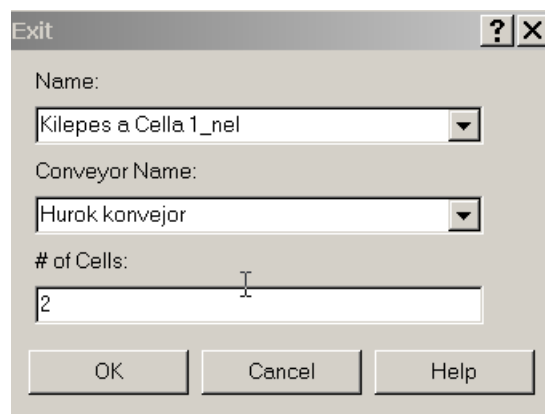 Exit
Name:
Kilepes a Cella 1_nel
Conveyor Name:
Hurok konvejor
# of Cells:
2
OK Cancel Help